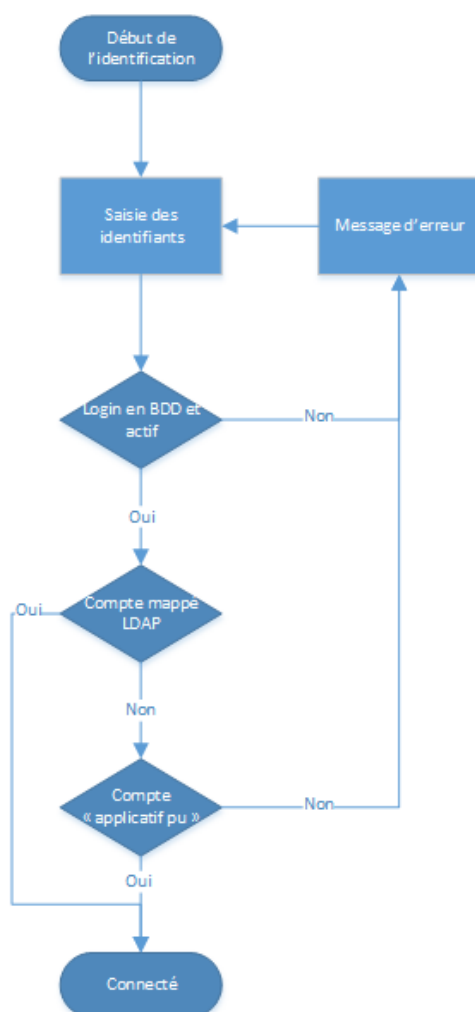 Début de
l'identification
Saisie des
identifiants
Message d'erreur
Login en BDD et
actif
Non
Oui
Compte mappé
LDAP
Oui
Non
Compte
« applicatif pu »
Non
Oui
Connecté